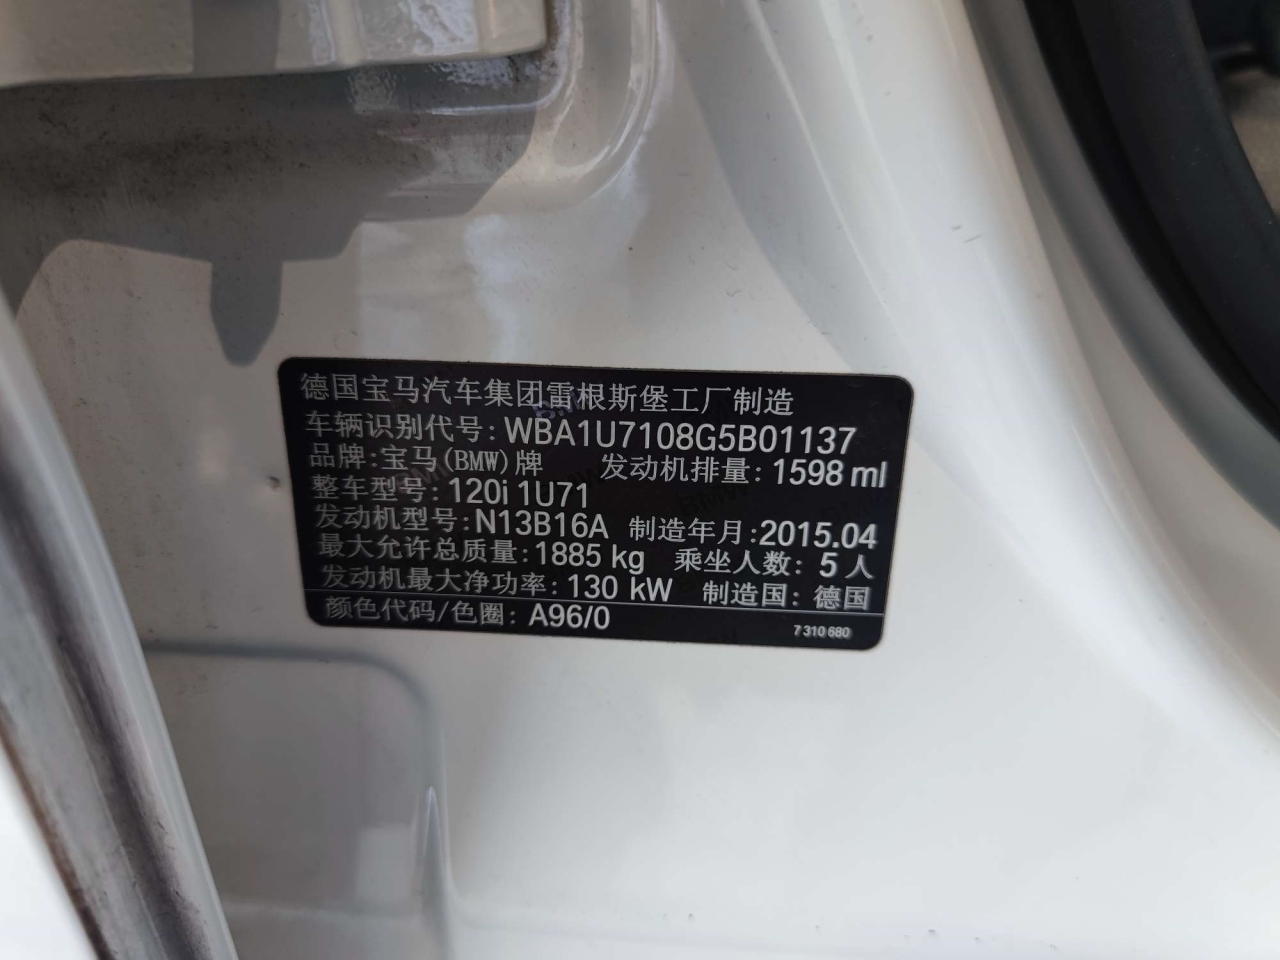 德国宝马汽车集团雷根斯堡工厂制造
车辆识别代号: WBA1U7108G5B01137
品牌:宝马(BMW)牌 发动机排量: 1598 ml
整车型号: 120i 1U71
发动机型号: N13B16A 制造年月: 2015.04
最大允许总质量: 1885 kg 乘坐人数: 5 人
发动机最大净功率: 130 kW 制造国: 德国
颜色代码/色圈: A96/0
7 310 680